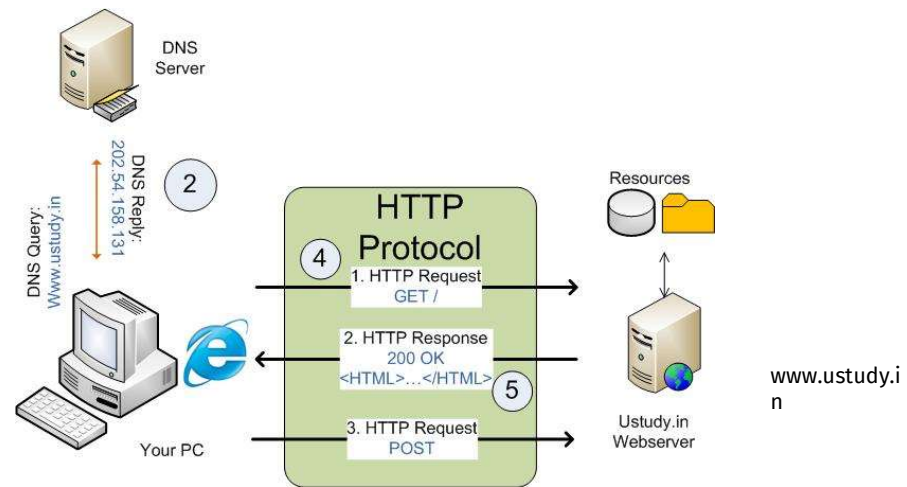 DNS
Server
DNS Query:
Www.ustudy.in
DNS Reply:
202.54.158.131
2
HTTP
Protocol
4
1. HTTP Request
GET /
2. HTTP Response
200 OK
<HTML>...</HTML>
5
3. HTTP Request
POST
Your PC
Resources
Ustudy.in
Webserver
www.ustudy.i
n